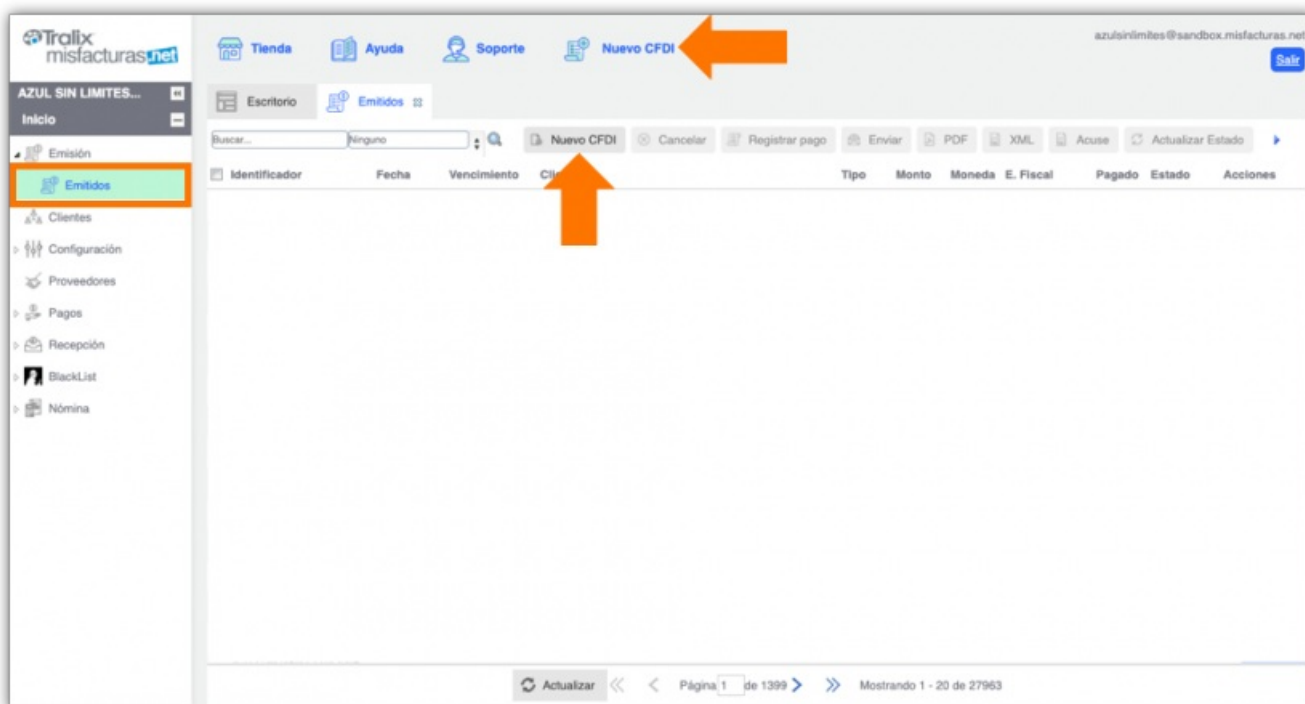 Tralix
misfacturas.net
Tienda
Ayuda
Soporte
Nuevo CFDI
azulsinlimites@sandbox.misfacturas.net
Salir
AZUL SIN LIMITES...
Inicio
Escritorio
Emitidos
Buscar...
Ninguno
Nuevo CFDI
Cancelar
Registrar pago
Enviar
PDF
XML
Acuse
Actualizar Estado
Identificador
Fecha
Vencimiento
Tipo
Monto
Moneda
E. Fiscal
Pagado
Estado
Acciones
Emisión
Emitidos
Clientes
Configuración
Proveedores
Pagos
Recepción
BlackList
Nómina
Actualizar
Página 1 de 1399
Mostrando 1 - 20 de 27963